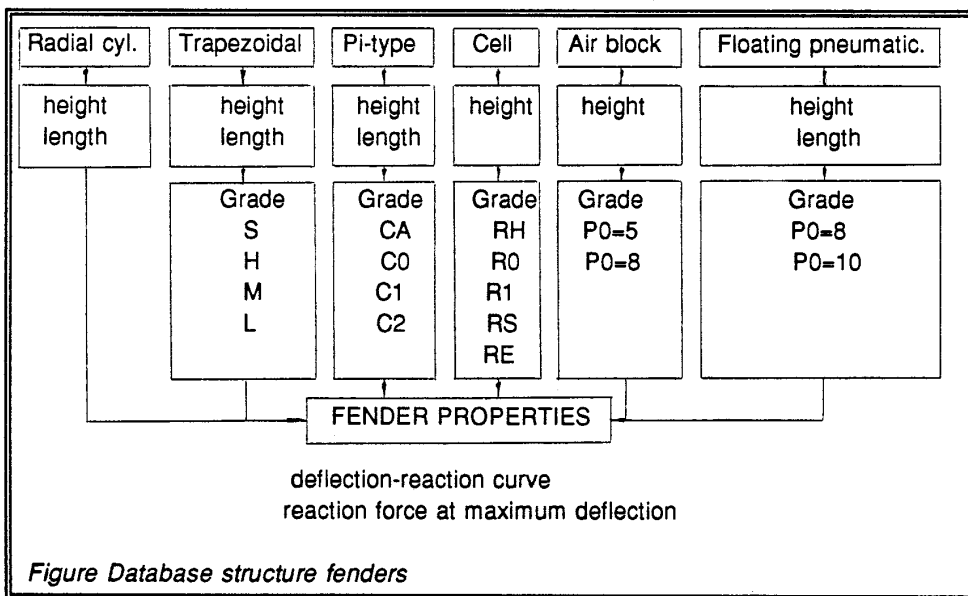 Radial cyl.
Trapezoidal
Pi-type
Cell
Air block
Floating pneumatic.
height
length
height
length
height
length
height
height
height
length
Grade
S
H
M
L
Grade
CA
C0
C1
C2
Grade
RH
R0
R1
RS
RE
Grade
P0=5
P0=8
Grade
P0=8
P0=10
FENDER PROPERTIES
deflection-reaction curve
reaction force at maximum deflection
Figure Database structure fenders